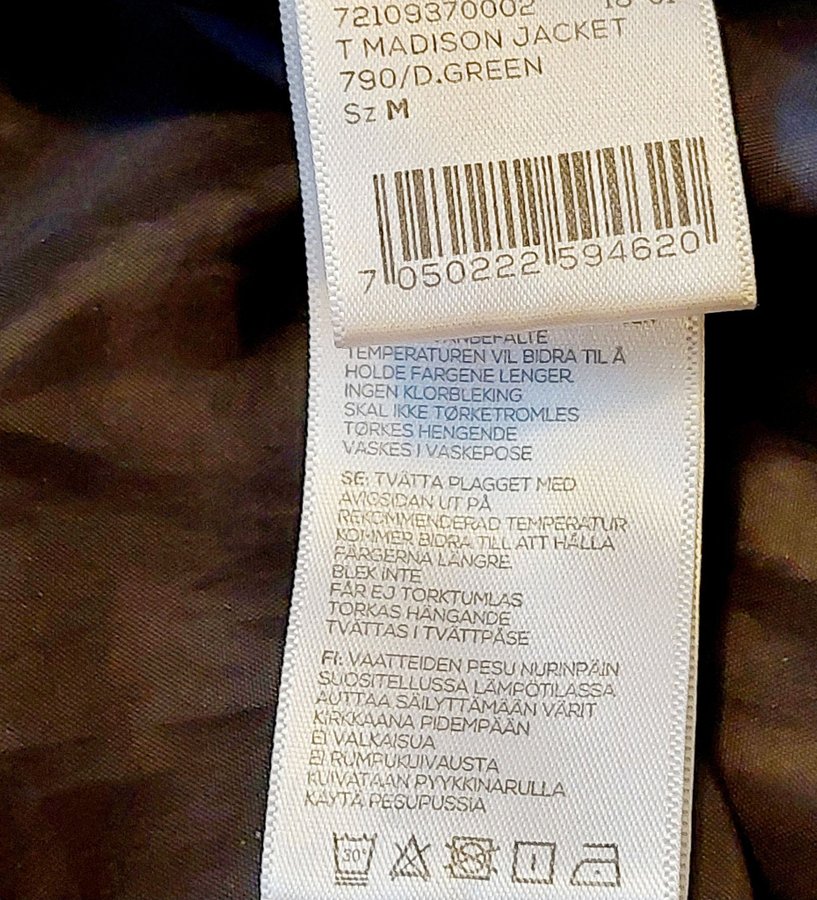 72109370002
T MADISON JACKET
790/D.GREEN
Sz M
7 050222 594620
TEMPERATUREN VIL BIDRA TIL Å
HOLDE FARGENE LENGER.
INGEN KLORBLEKING
SKAL IKKE TØRKETROMLES
TØRKES HENGENDE
VASKES I VASKEPOSE
SE: TVÄTTA PLAGGET MED
AVIGSIDAN UT PÅ
REKOMMENDERAD TEMPERATUR
KOMMER BIDRA TILL ATT HÅLLA
FÄRGERNA LÄNGRE.
BLEK INTE
FÅR EJ TORKTUMLAS
TORKAS HÄNGANDE
TVÄTTAS I TVÄTTPÅSE
FI: VAATTEIDEN PESU NURINPÄIN
SUOSITELLUSSA LÄMPÖTILASSA
AUTTAA SÄILYTTÄMÄÄN VÄRIT
KIRKKAANA PIDEMPÄÄN
EI VALKAISUA
EI RUMPUKUIVAUSTA
KUIVATAAN PYYKKINARULLA
KÄYTÄ PESUPUSSIA
30°